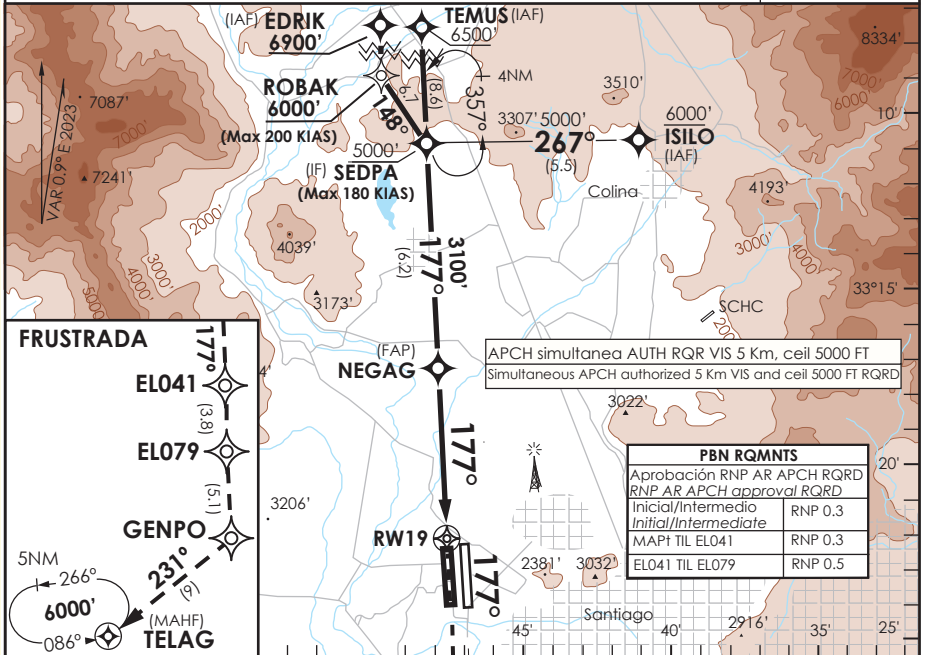 (IAF) EDRIK
6900'
TEMUS (IAF)
6500'
8334'
7000'
6000'
10'
ROBAK
6000'
(Max 200 KIAS)
6.7
148°
(8.6)
357°
4NM
3510'
3307'
5000'
267°
(5.5)
6000'
ISILO
(IAF)
5000'
(IF) SEDPA
(Max 180 KIAS)
Colina
4193'
VAR 0.9° E 2023
7087'
7000'
7241'
2000'
3000'
4000'
5000'
4039'
3173'
3100'
177°
(6.2)
3000'
4000'
33°15'
SCHC
200
(FAP)
NEGAG
APCH simultanea AUTH RQR VIS 5 Km, ceil 5000 FT
Simultaneous APCH authorized 5 Km VIS and ceil 5000 FT RQRD
3022'
177°
FRUSTRADA
177°
EL041
4'
(3.8)
EL079
(5.1)
GENPO
231°
(9)
5NM
266°
6000'
086°
(MAHF)
TELAG
3206'
RW19
177°
2381'
3032'
PBN RQMNTS
Aprobación RNP AR APCH RQRD
RNP AR APCH approval RQRD
Inicial/Intermedio
Initial/Intermediate
RNP 0.3
MAPt TIL EL041
RNP 0.3
EL041 TIL EL079
RNP 0.5
20'
Santiago
2916'
45'
40'
35'
25'